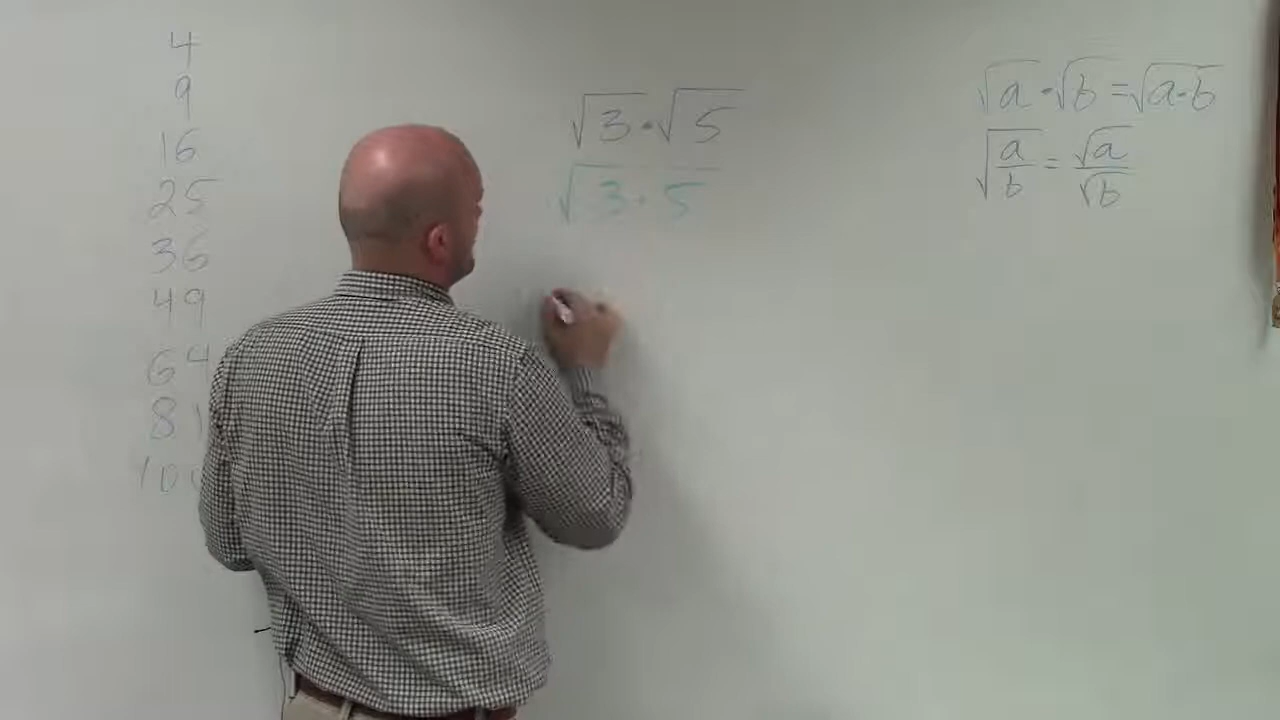 4
9
16
25
36
49
64
81
100
√3 · √5
√3 · 5
√a · √b = √a·b
√a/b = √a/√b